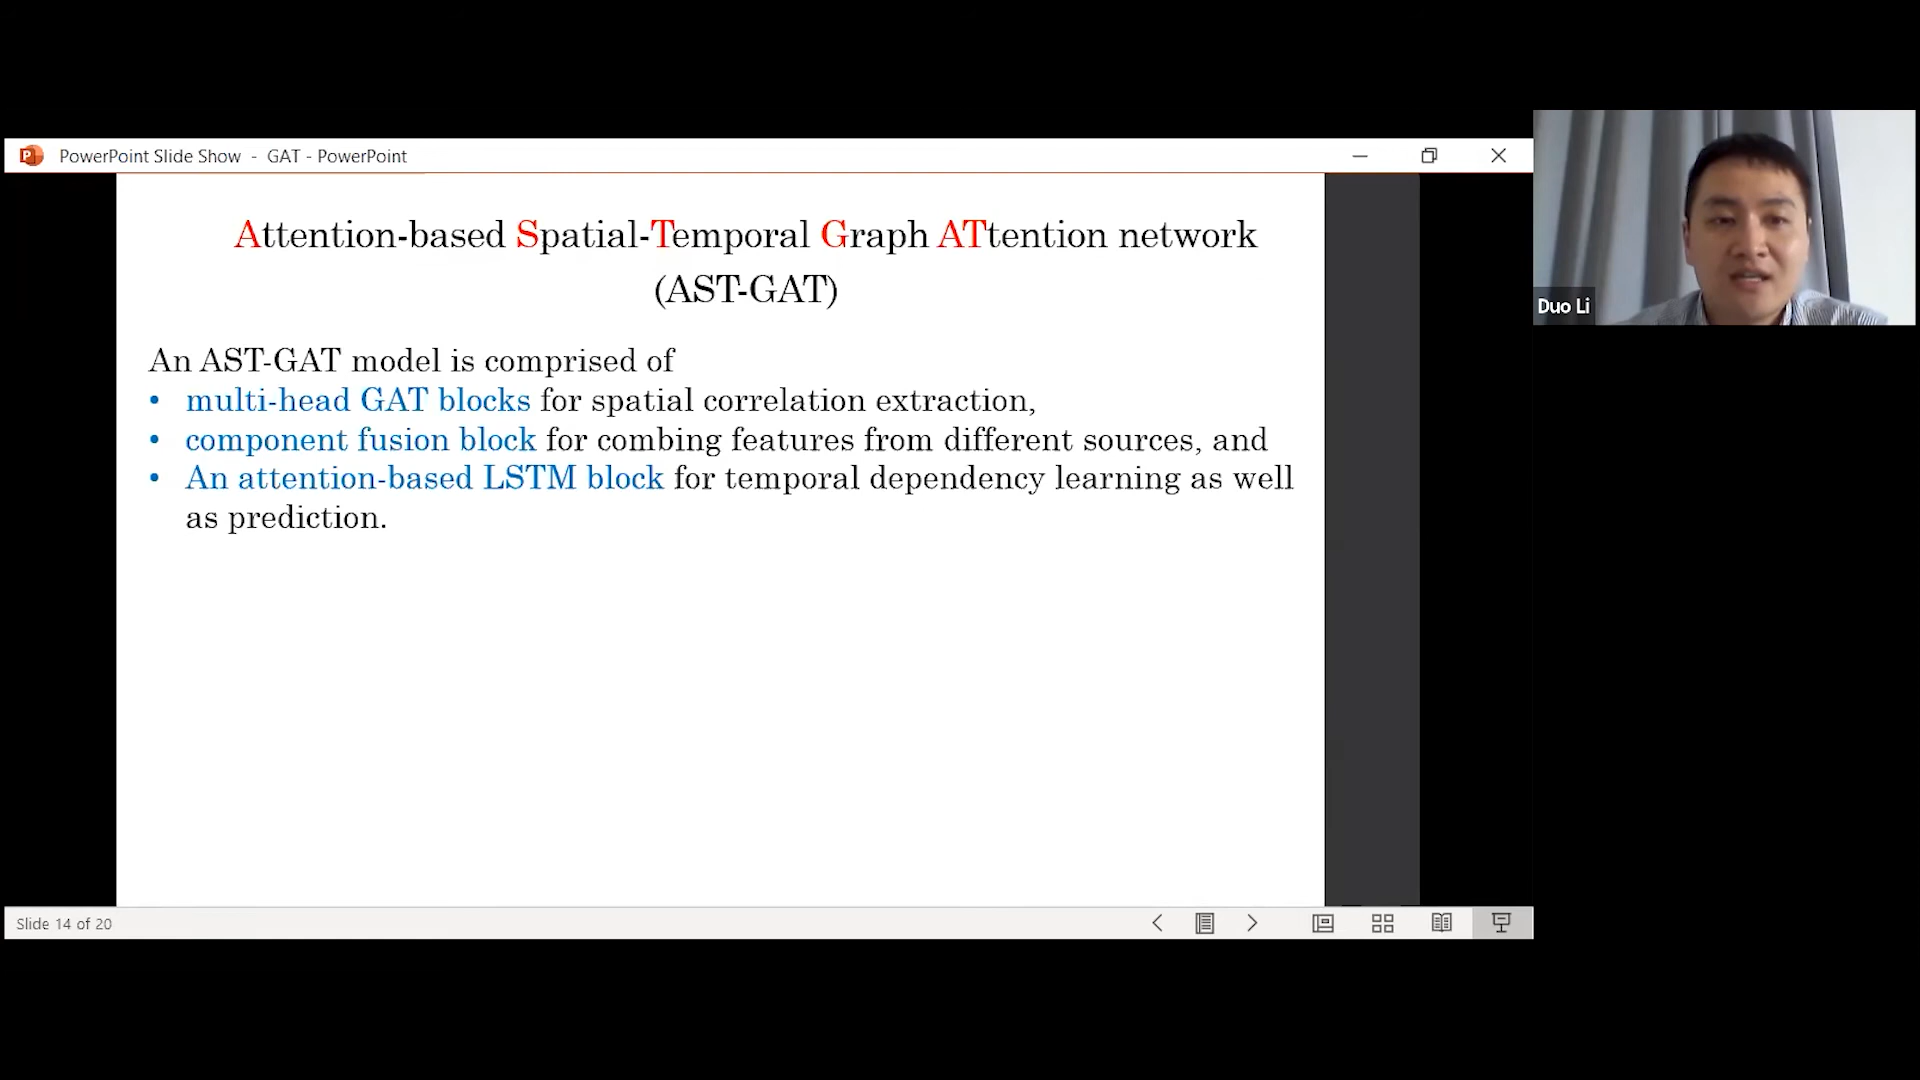 PowerPoint Slide Show - GAT - PowerPoint
Attention-based Spatial-Temporal Graph ATtention network
(AST-GAT)
An AST-GAT model is comprised of
• multi-head GAT blocks for spatial correlation extraction,
• component fusion block for combing features from different sources, and
• An attention-based LSTM block for temporal dependency learning as well
as prediction.
Slide 14 of 20
Duo Li